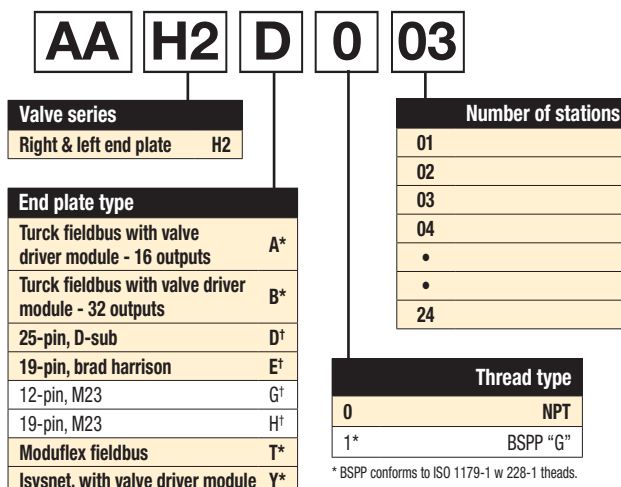 AA H2 D 0 03
Valve series
Right & left end plate H2
End plate type
Turck fieldbus with valve
driver module - 16 outputs A*
Turck fieldbus with valve driver
module - 32 outputs B*
25-pin, D-sub D†
19-pin, brad harrison E†
12-pin, M23 G†
19-pin, M23 H†
Moduflex fieldbus T*
Isysnet, with valve driver module Y*
Number of stations
01
02
03
04
•
•
24
Thread type
0 NPT
1* BSPP “G”
* BSPP conforms to ISO 1179-1 w 228-1 theads.